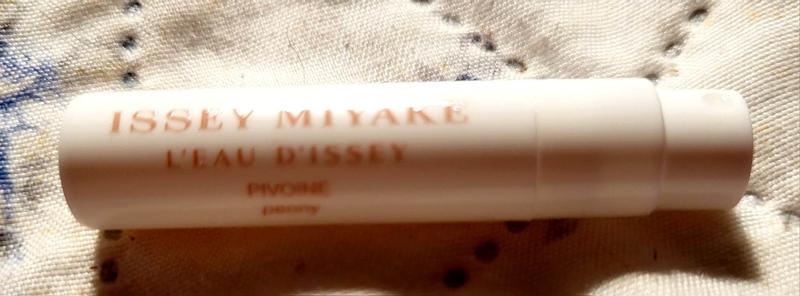 ISSEY MIYAKE
L'EAU D'ISSEY
PIVOINE
peony